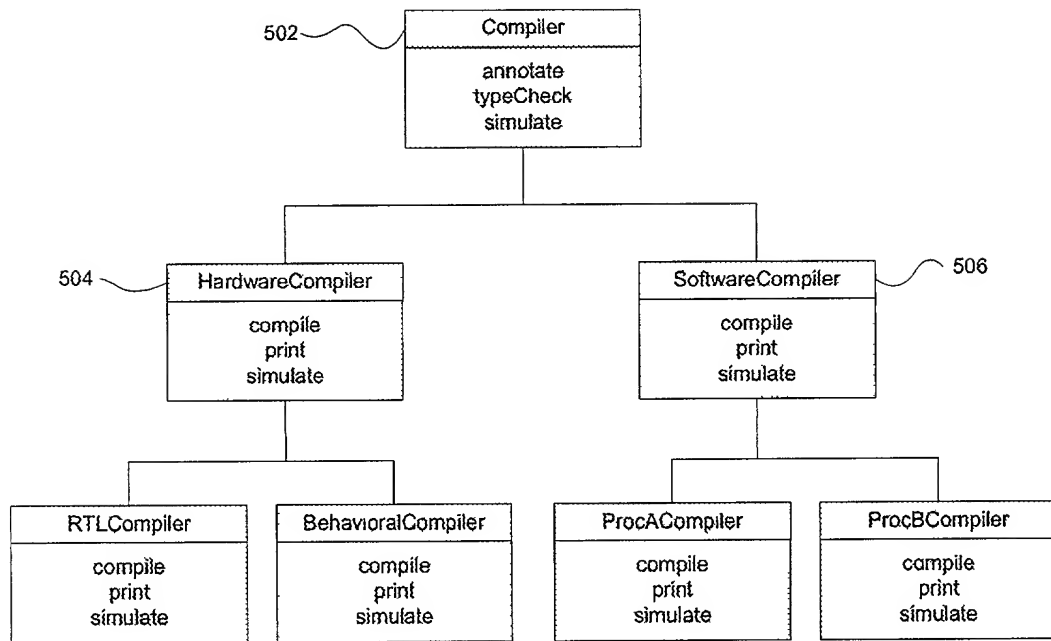 502
Compiler
annotate
typeCheck
simulate
504
HardwareCompiler
compile
print
simulate
SoftwareCompiler
506
compile
print
simulate
RTLCompiler
compile
print
simulate
BehavioralCompiler
compile
print
simulate
ProcACompiler
compile
print
simulate
ProcBCompiler
compile
print
simulate